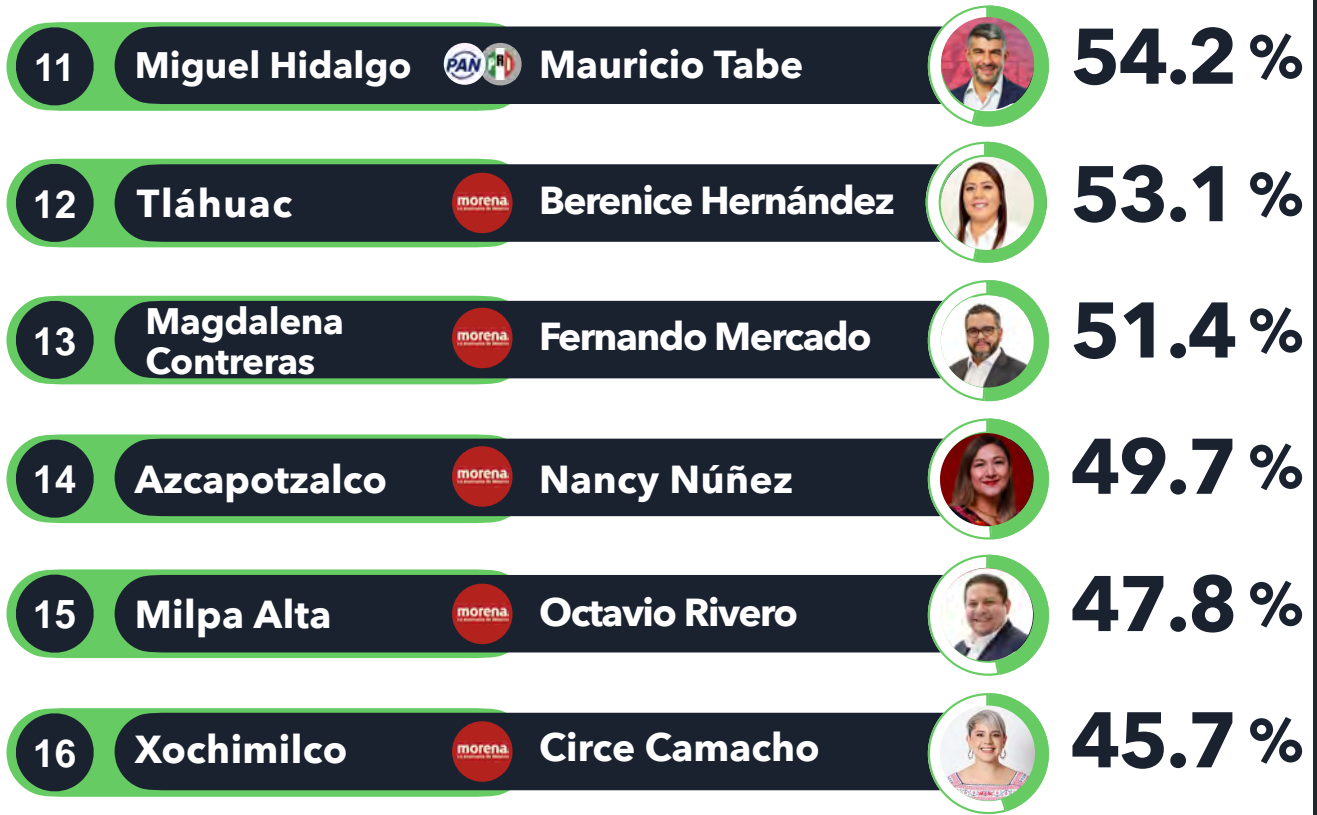 11 Miguel Hidalgo PAN PRI Mauricio Tabe 54.2 %
12 Tláhuac morena Berenice Hernández 53.1 %
13 Magdalena
Contreras morena Fernando Mercado 51.4 %
14 Azcapotzalco morena Nancy Núñez 49.7 %
15 Milpa Alta morena Octavio Rivero 47.8 %
16 Xochimilco morena Circe Camacho 45.7 %